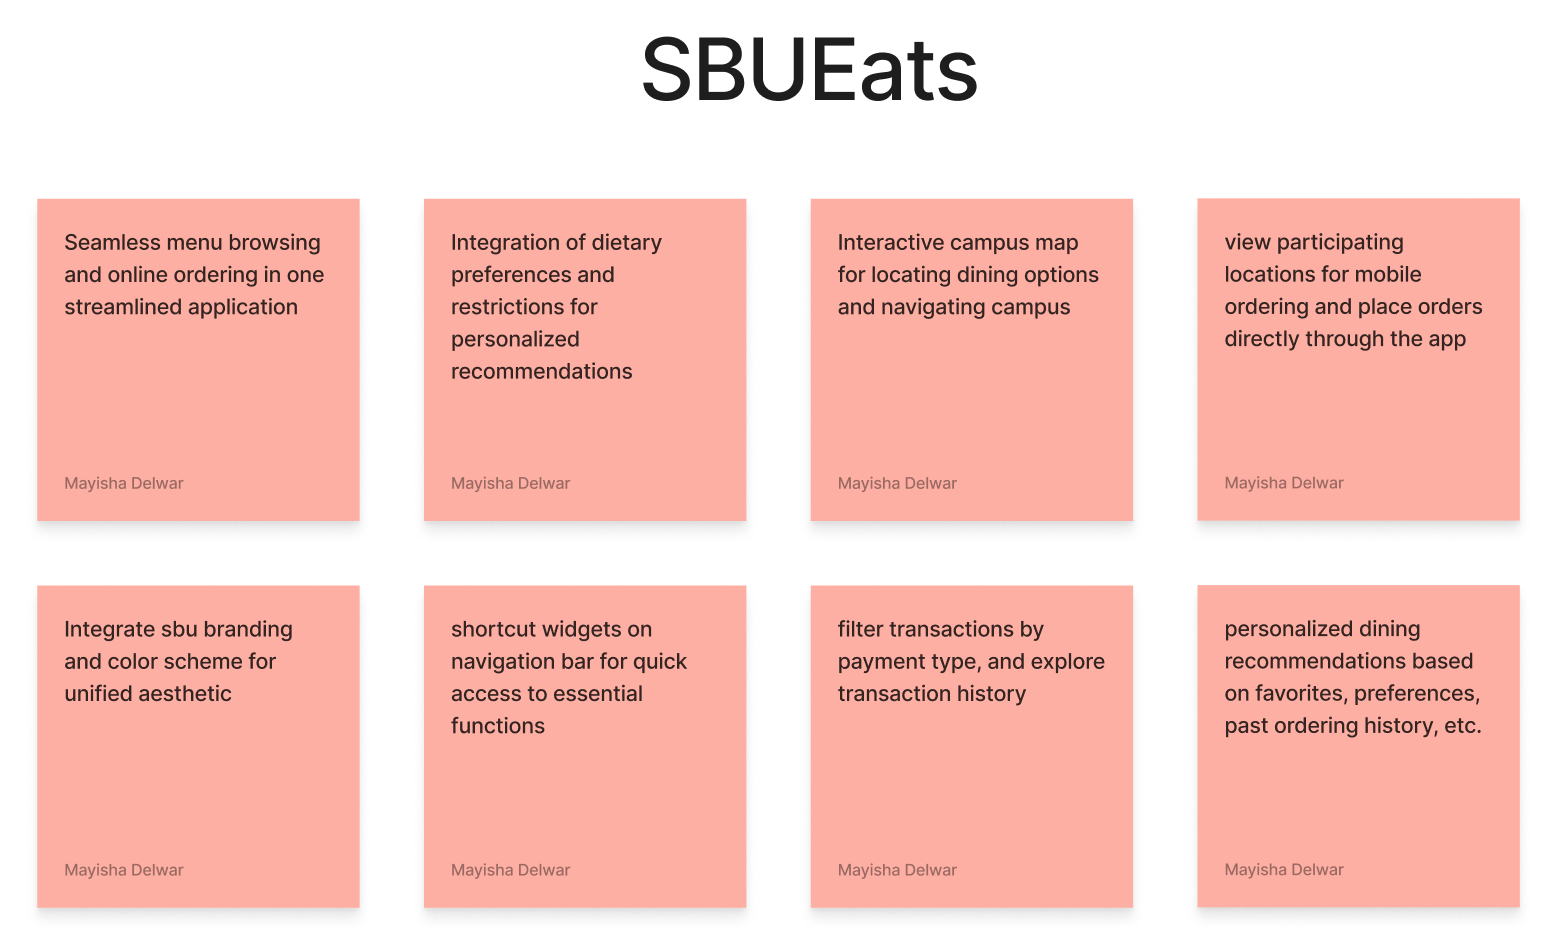 SBUEats
Seamless menu browsing
and online ordering in one
streamlined application
Mayisha Delwar
Integration of dietary
preferences and
restrictions for
personalized
recommendations
Mayisha Delwar
Interactive campus map
for locating dining options
and navigating campus
Mayisha Delwar
view participating
locations for mobile
ordering and place orders
directly through the app
Mayisha Delwar
Integrate sbu branding
and color scheme for
unified aesthetic
Mayisha Delwar
shortcut widgets on
navigation bar for quick
access to essential
functions
Mayisha Delwar
filter transactions by
payment type, and explore
transaction history
Mayisha Delwar
personalized dining
recommendations based
on favorites, preferences,
past ordering history, etc.
Mayisha Delwar